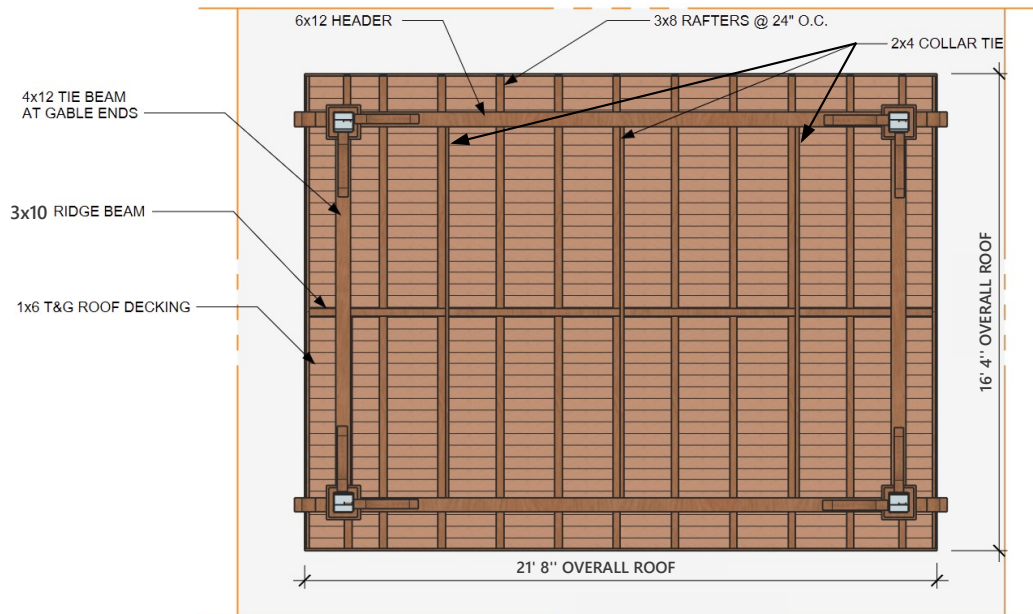 6x12 HEADER
3x8 RAFTERS @ 24" O.C.
2x4 COLLAR TIE
4x12 TIE BEAM
AT GABLE ENDS
3x10 RIDGE BEAM
1x6 T&G ROOF DECKING
16' 4'' OVERALL ROOF
21' 8'' OVERALL ROOF